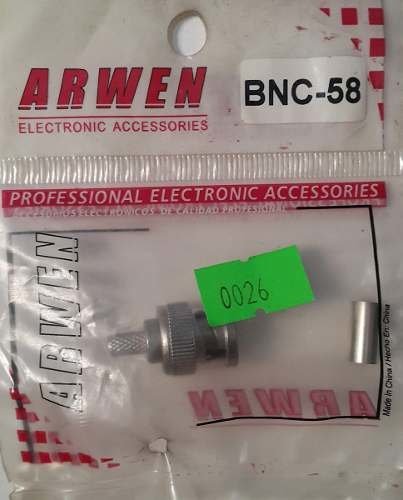 ARWEN
ELECTRONIC ACCESSORIES
BNC-58
PROFESSIONAL ELECTRONIC ACCESSORIES
ACCESORIOS ELECTRONICOS DE CALIDAD PROFESIONAL
ARWEN
0026
Made in China / Hecho En: China
ARWEN